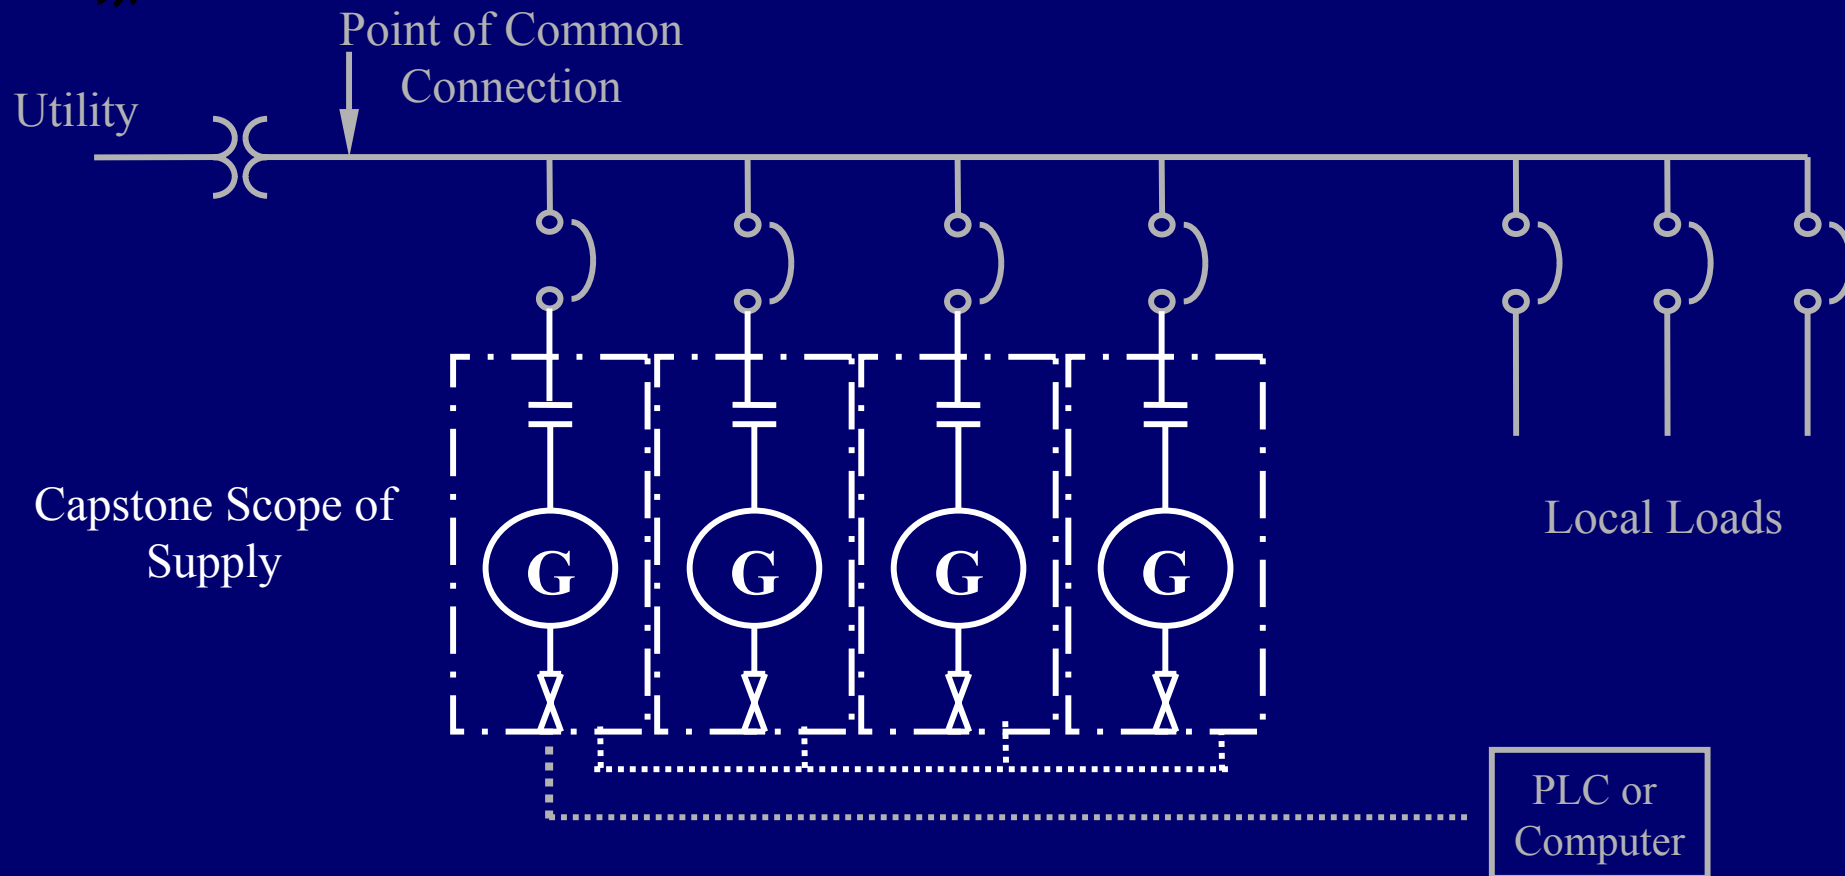 Point of Common
Connection
Utility
Capstone Scope of
Supply
G G G G
Local Loads
PLC or
Computer